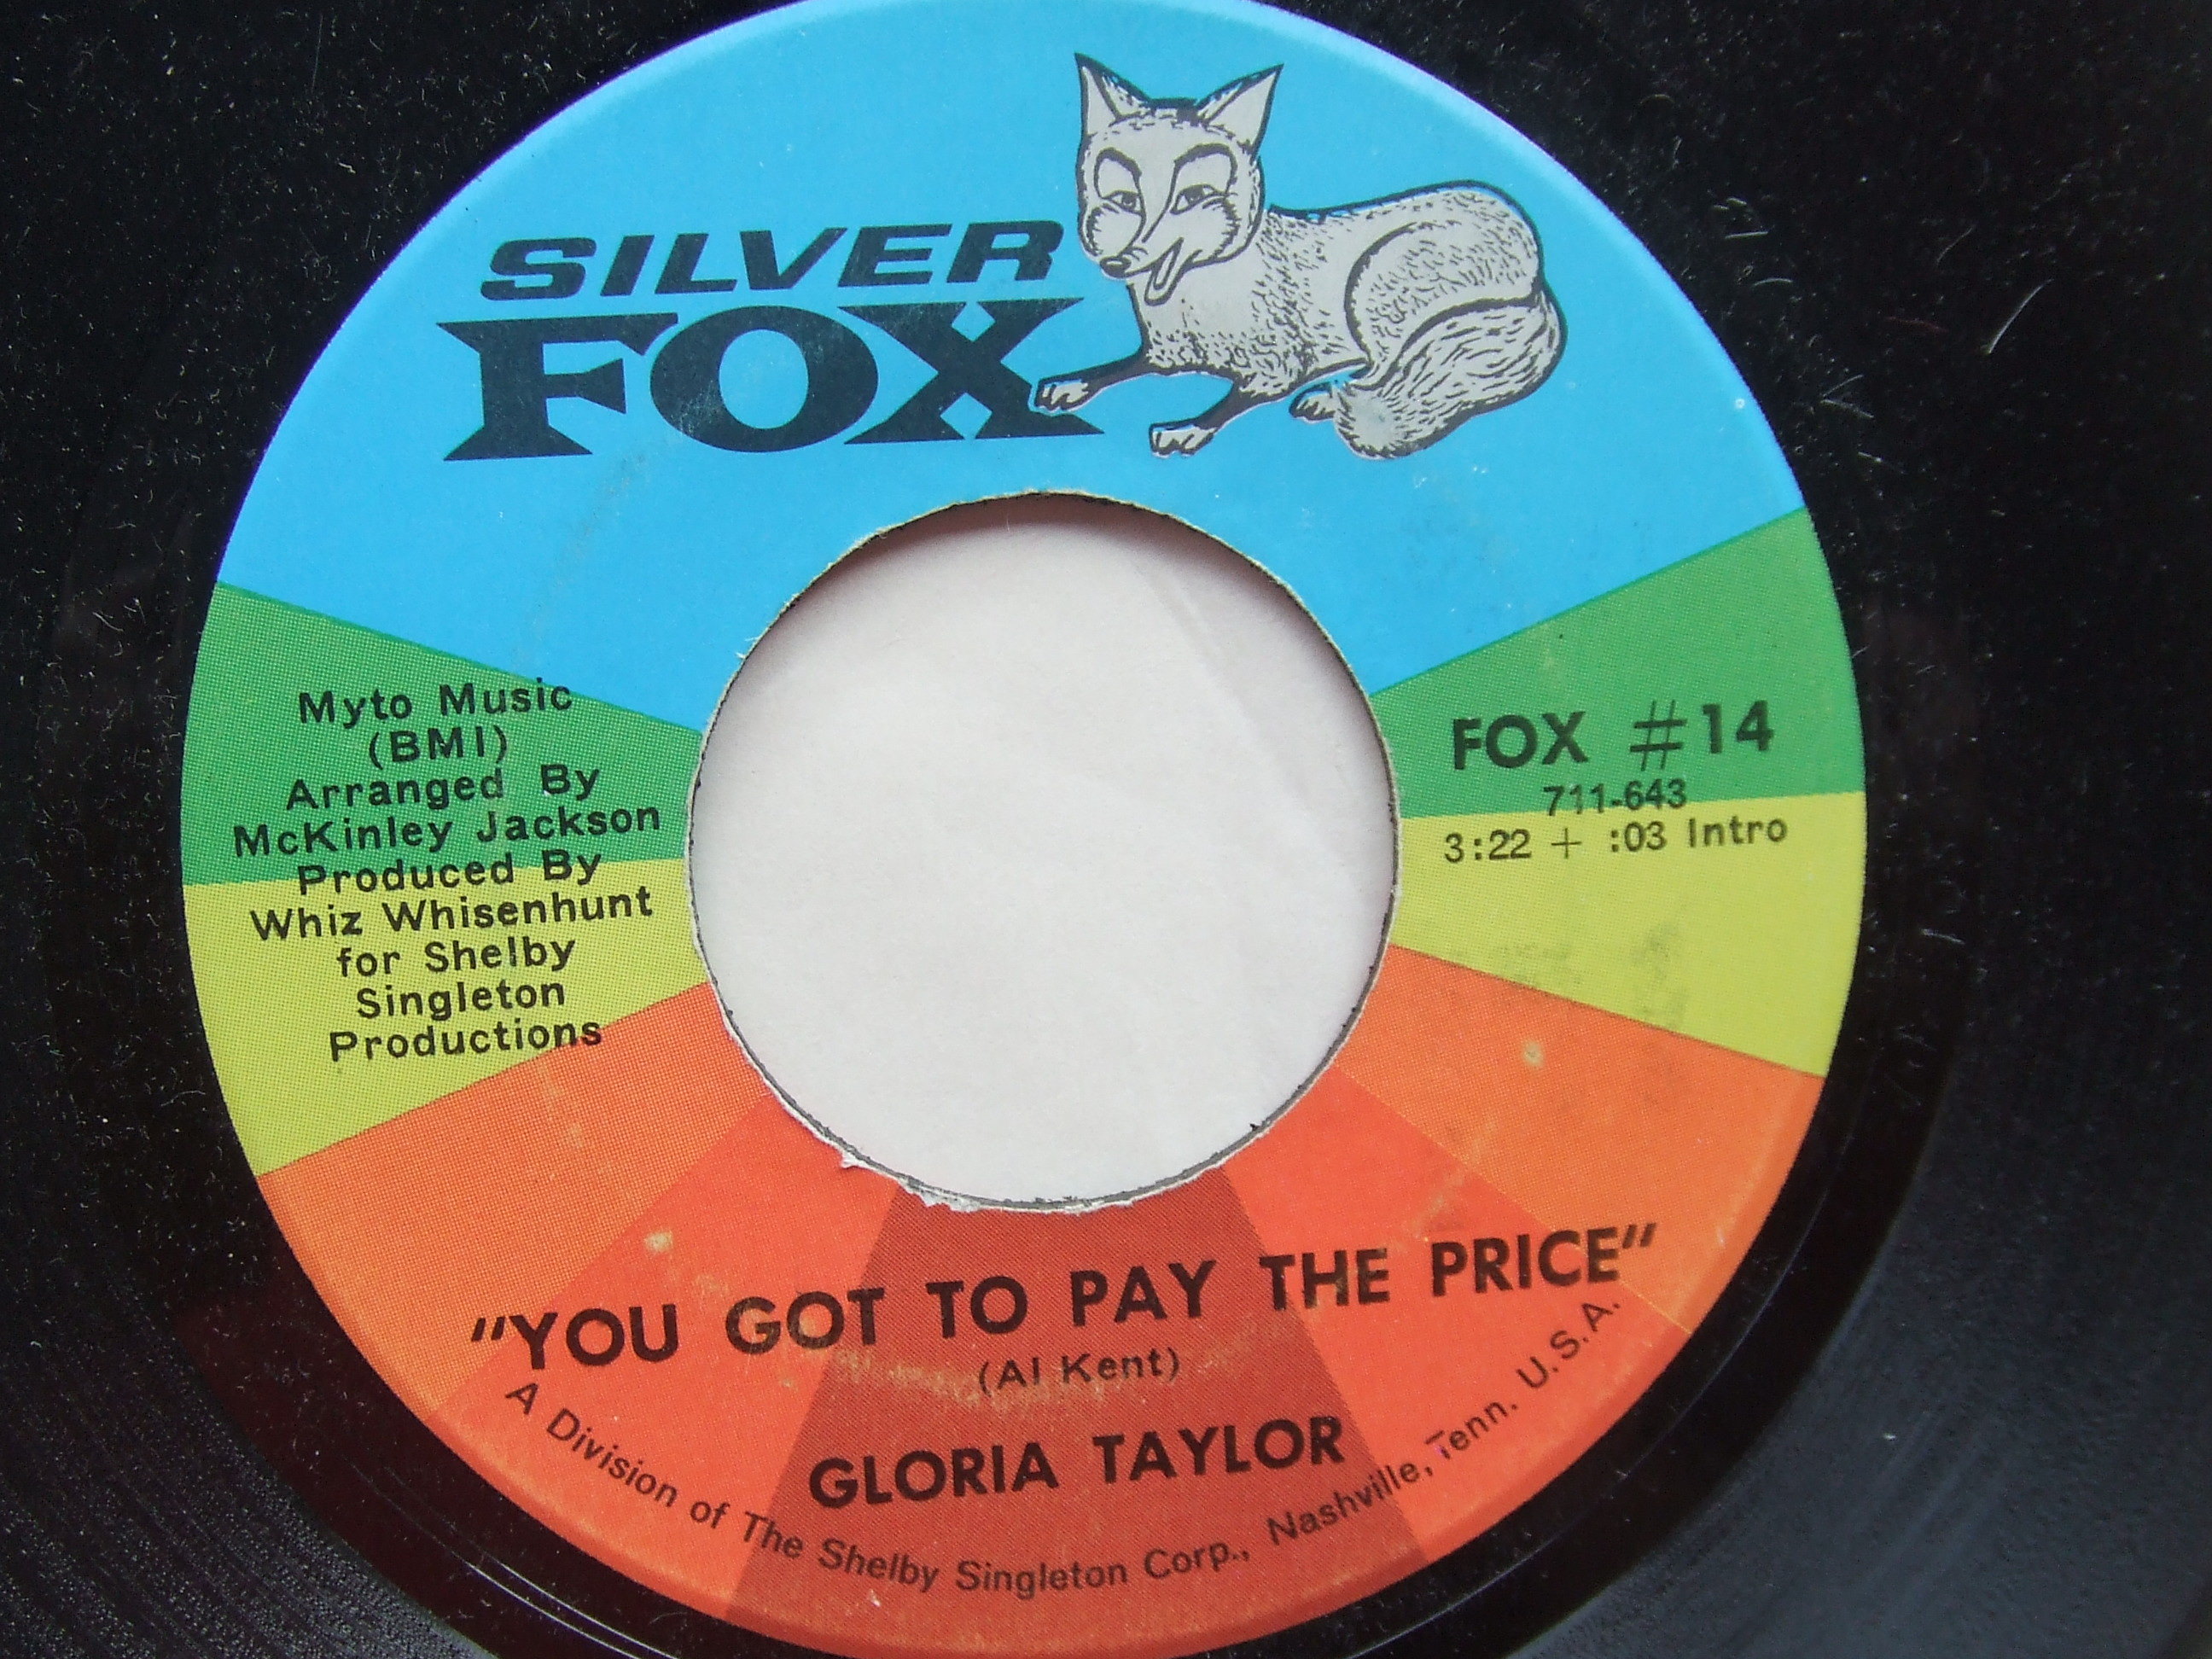 SILVER
FOX
Myto Music
(BMI)
Arranged By
McKinley Jackson
Produced By
Whiz Whisenhunt
for Shelby
Singleton
Productions
FOX #14
711-643
3:22 + :03 Intro
"YOU GOT TO PAY THE PRICE"
(Al Kent)
GLORIA TAYLOR
A Division of The Shelby Singleton Corp., Nashville, Tenn. U.S.A.